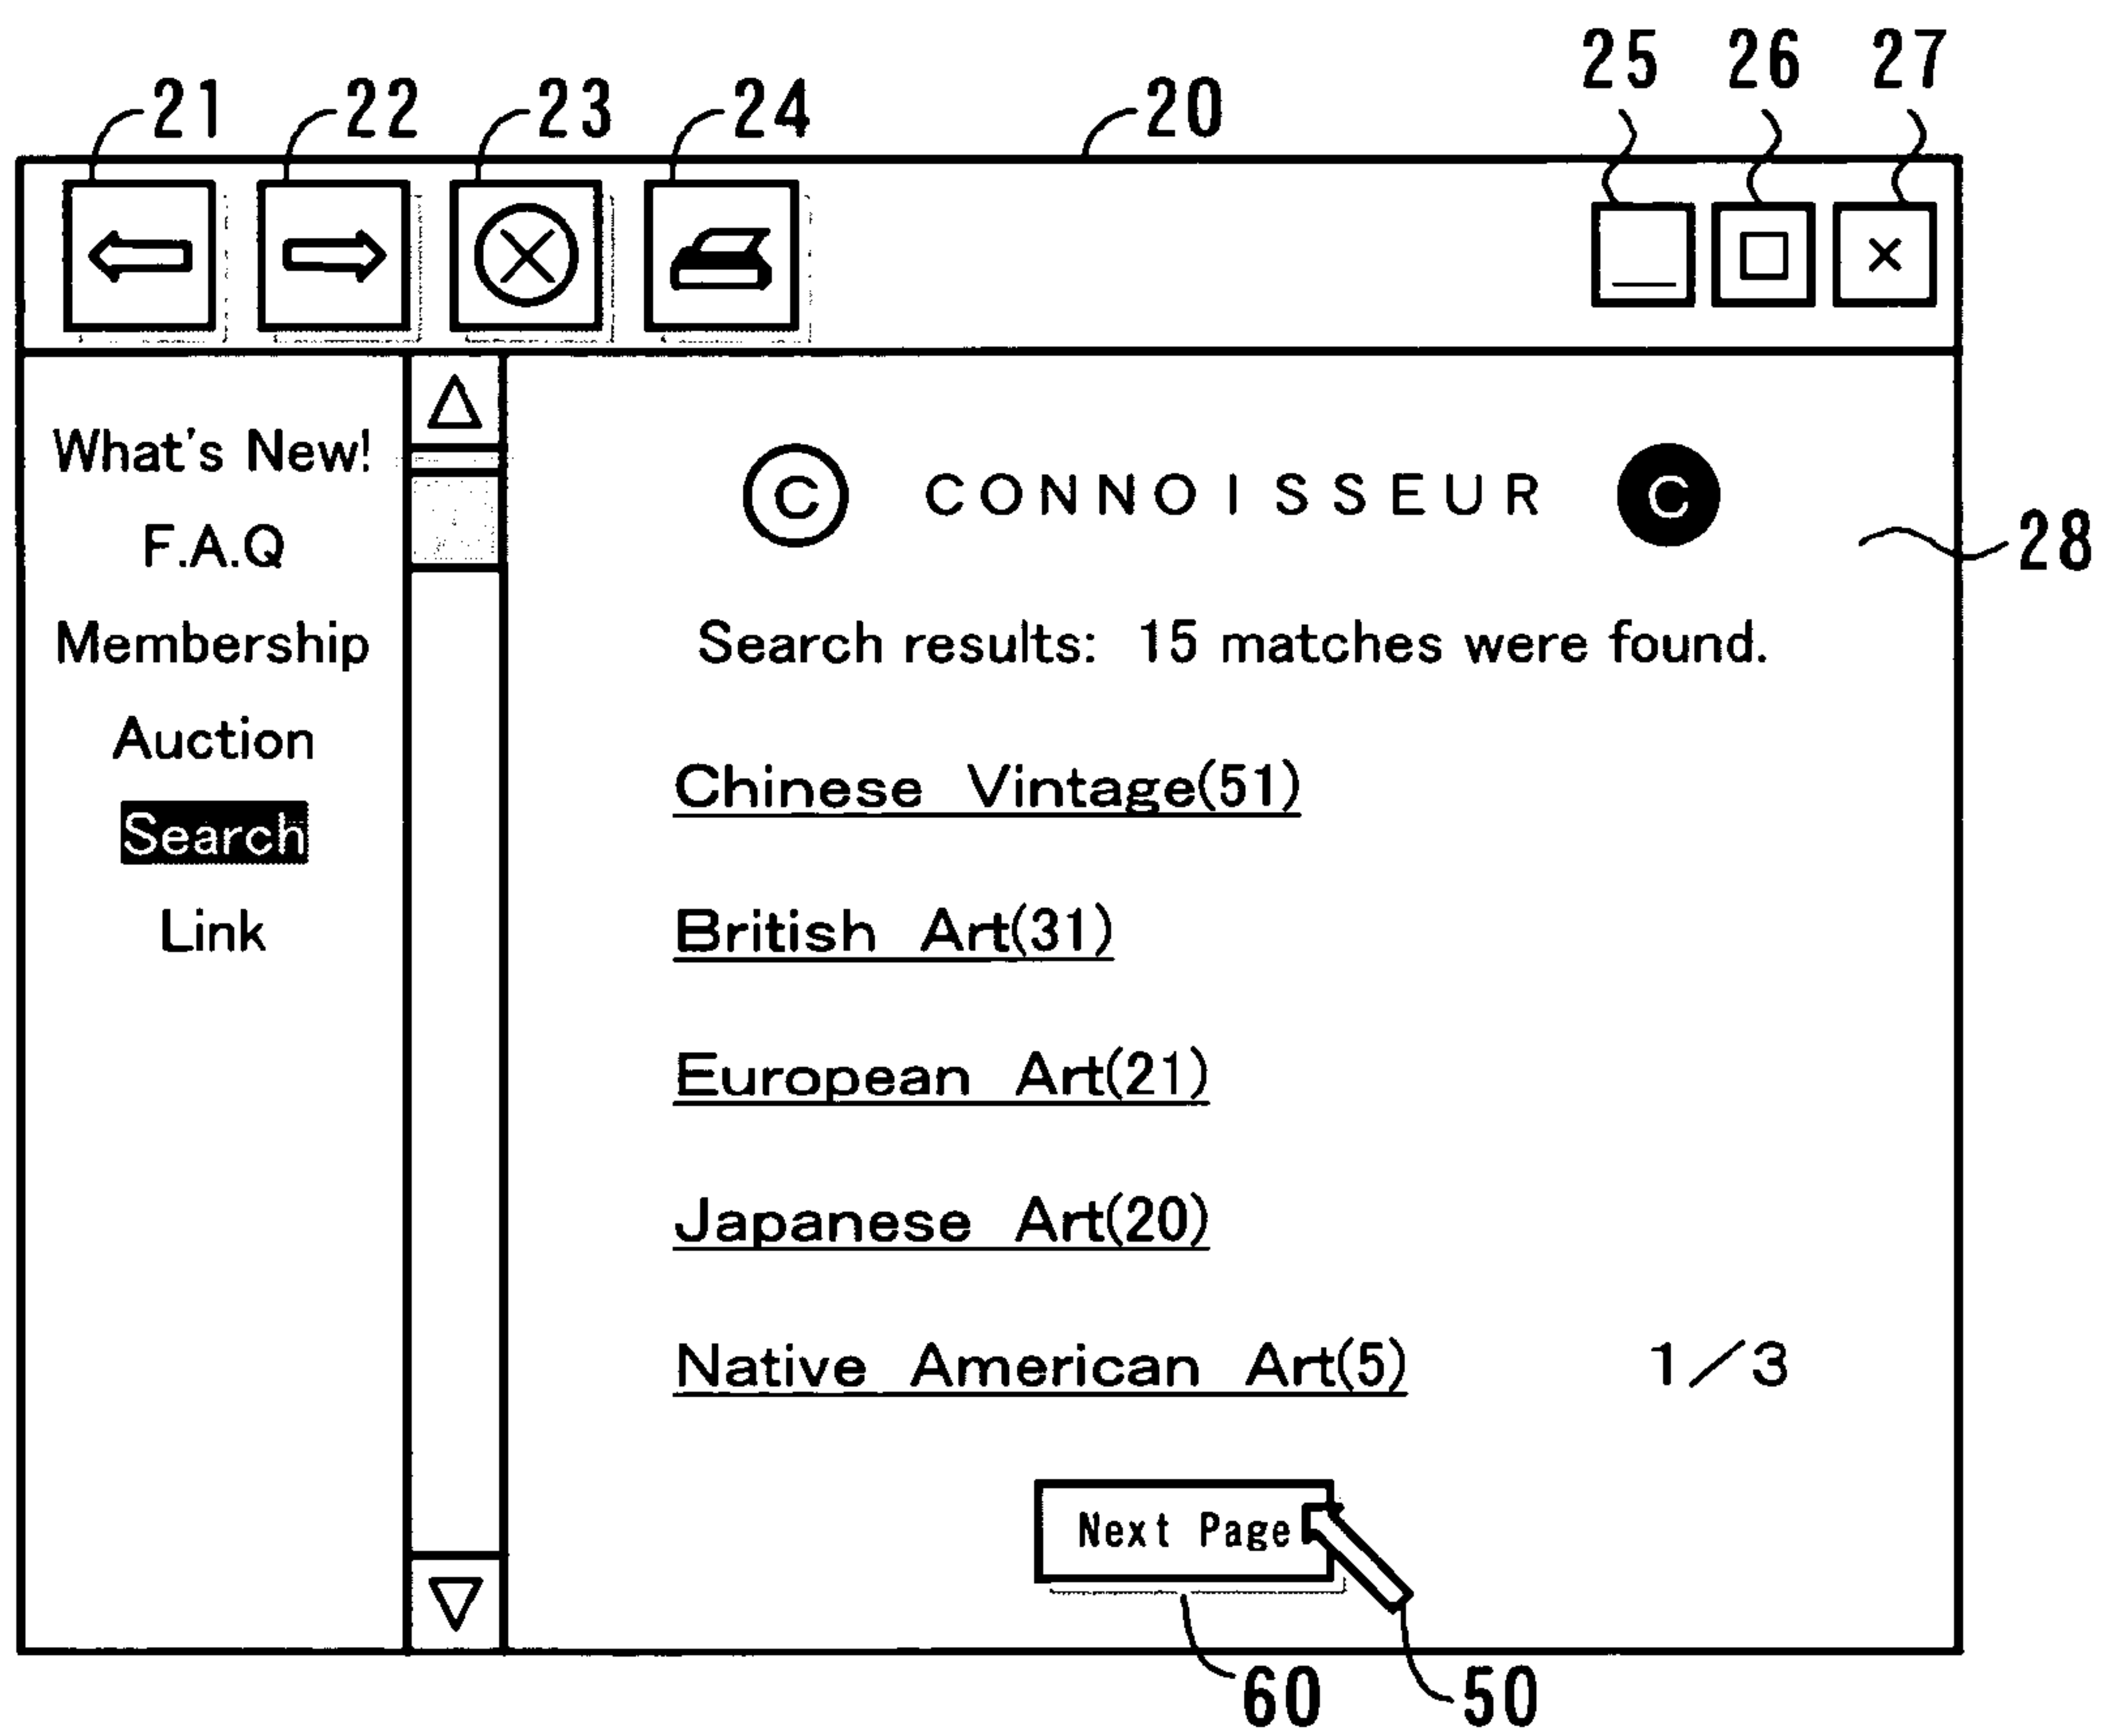 25 26 27
21 22 23 24 20
What's New!
F.A.Q
Membership
Auction
Search
Link
C CONNOISSEUR C
28
Search results: 15 matches were found.
Chinese Vintage(51)
British Art(31)
European Art(21)
Japanese Art(20)
Native American Art(5) 1/3
Next Page
60 50